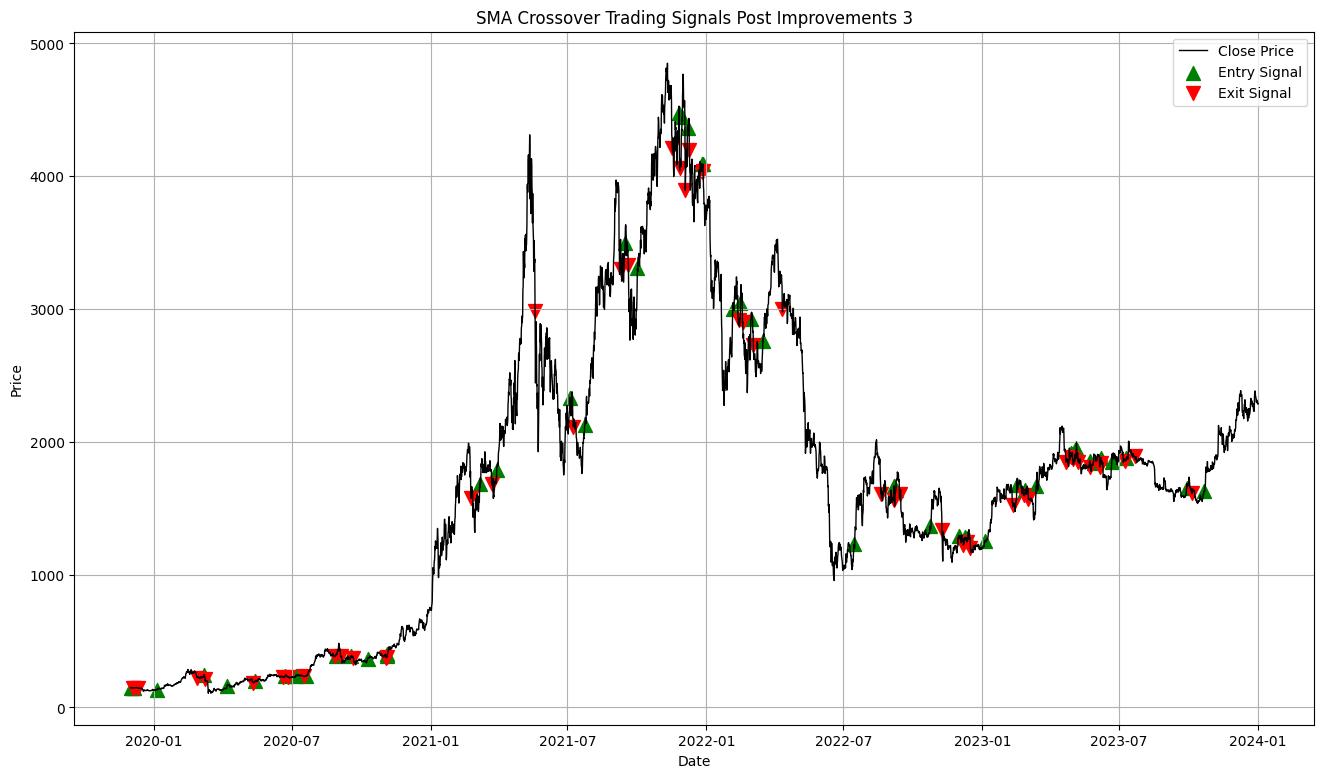 SMA Crossover Trading Signals Post Improvements 3
Close Price
Entry Signal
Exit Signal
5000
4000
3000
2000
1000
0
Price
2020-01
2020-07
2021-01
2021-07
2022-01
2022-07
2023-01
2023-07
2024-01
Date